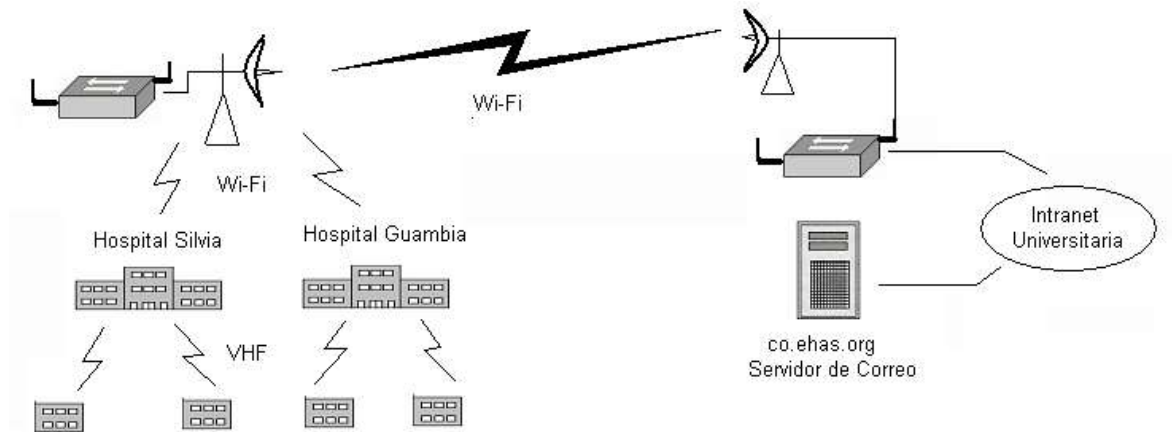 Wi-Fi
Wi-Fi
Hospital Silvia
Hospital Guambia
Intranet
Universitaria
VHF
co.ehas.org
Servidor de Correo